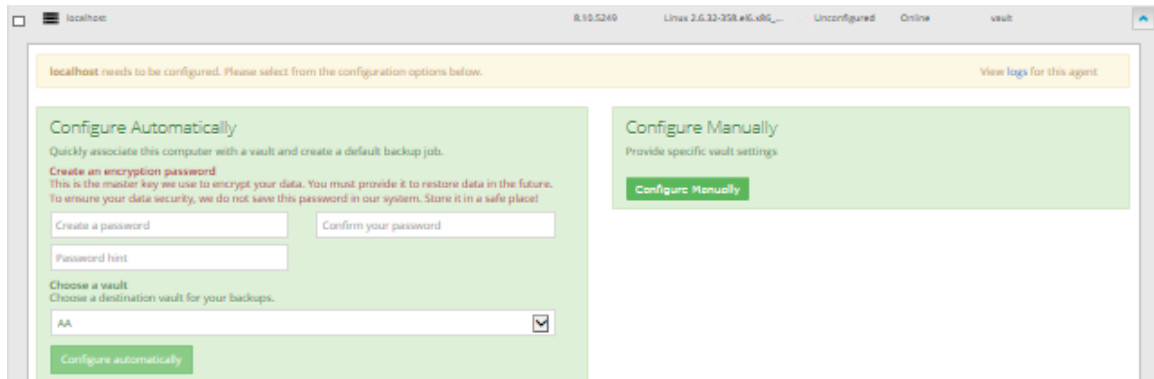 localhost 8.10.5249 Linux 2.6.32-358.el6.x86_... Unconfigured Online vault
localhost needs to be configured. Please select from the configuration options below. View logs for this agent
Configure Automatically
Quickly associate this computer with a vault and create a default backup job.
Create an encryption password
This is the master key we use to encrypt your data. You must provide it to restore data in the future.
To ensure your data security, we do not save this password in our system. Store it in a safe place!
Create a password Confirm your password
Password hint
Choose a vault
Choose a destination vault for your backups.
AA
Configure automatically
Configure Manually
Provide specific vault settings
Configure Manually